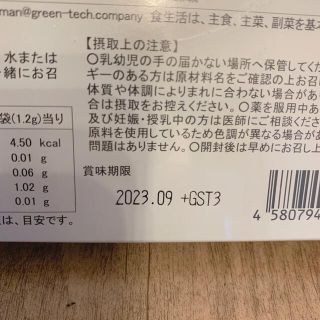 man@green-tech.company 食生活は、主食、主菜、副菜を基本
水または
緒にお召
【摂取上の注意】
〇乳幼児の手の届かない場所へ保管してくだ
ギーのある方は原材料名をご確認の上お召
体質や体調によりまれに合わない場合が
合は摂取をお控えください。〇薬を服用中あ
及び妊娠・授乳中の方は医師にご相談くださ
原料を使用しているため色調が異なる場合が
問題はありません。〇開封後は早めにお召し上
袋(1.2g)当り
4.50 kcal
0.01 g
0.06 g
1.02 g
0.01 g
は、目安です。
賞味期限
2023.09 +GST3
4 580794